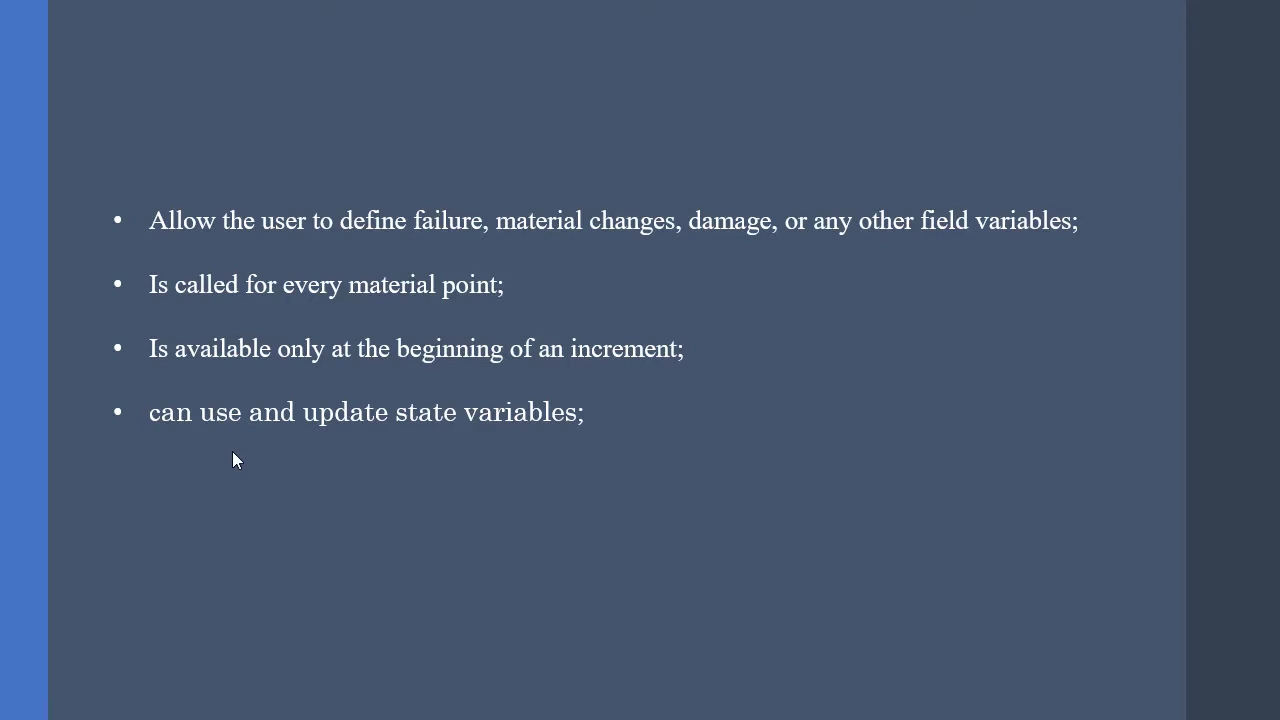 • Allow the user to define failure, material changes, damage, or any other field variables;
• Is called for every material point;
• Is available only at the beginning of an increment;
• can use and update state variables;